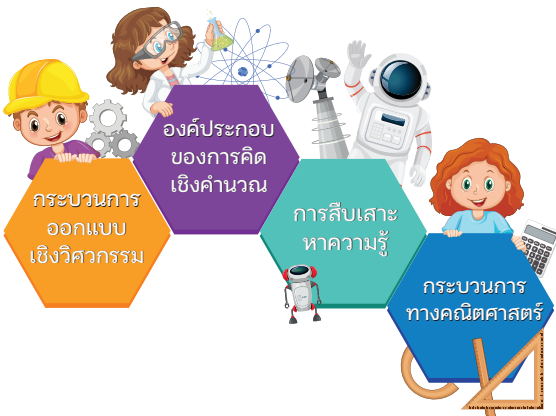 กระบวนการ
ออกแบบ
เชิงวิศวกรรม
องค์ประกอบ
ของการคิด
เชิงคำนวณ
การสืบเสาะ
หาความรู้
กระบวนการ
ทางคณิตศาสตร์